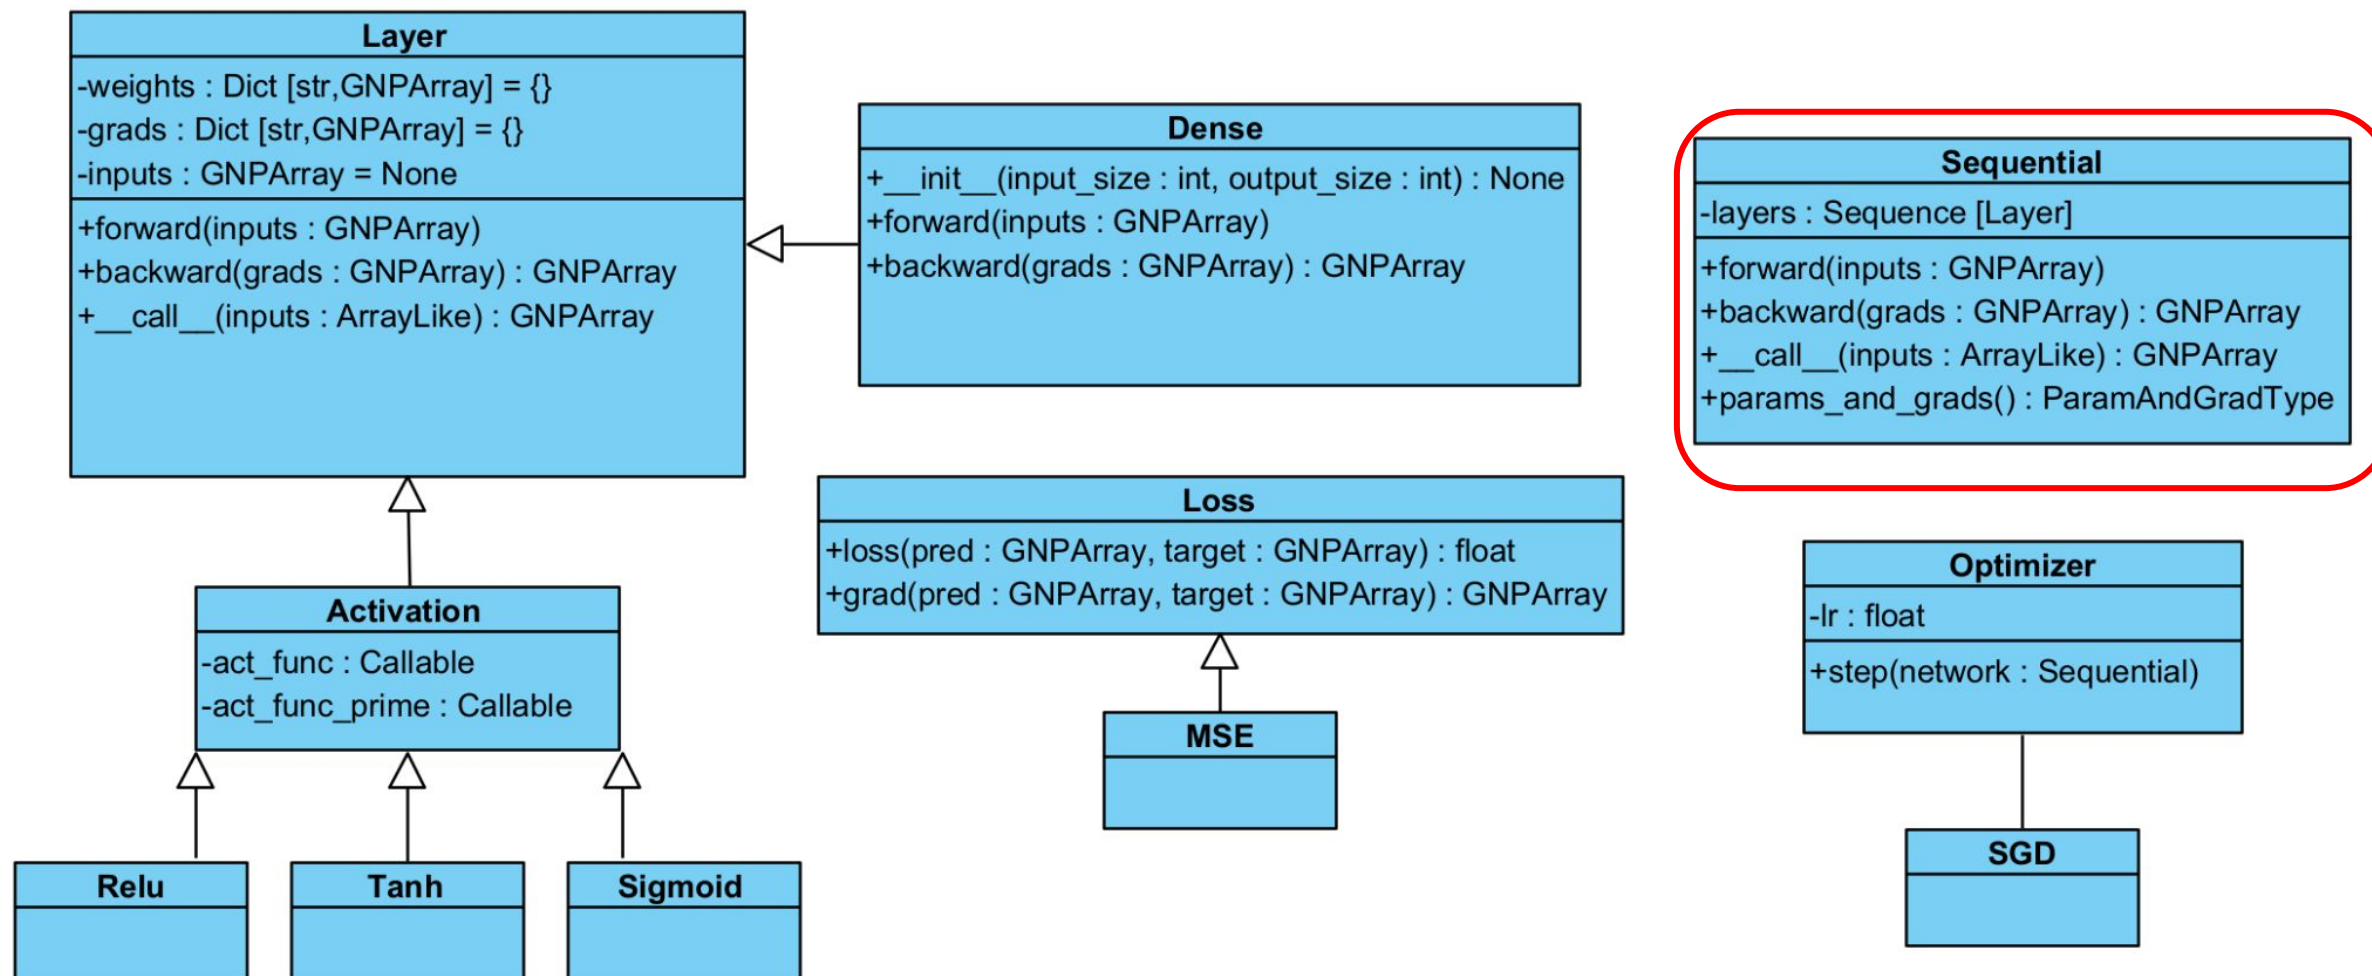 Layer
-weights : Dict [str,GNPArray] = {}
-grads : Dict [str,GNPArray] = {}
-inputs : GNPArray = None
+forward(inputs : GNPArray)
+backward(grads : GNPArray) : GNPArray
+__call__(inputs : ArrayLike) : GNPArray
Dense
+__init__(input_size : int, output_size : int) : None
+forward(inputs : GNPArray)
+backward(grads : GNPArray) : GNPArray
Sequential
-layers : Sequence [Layer]
+forward(inputs : GNPArray)
+backward(grads : GNPArray) : GNPArray
+__call__(inputs : ArrayLike) : GNPArray
+params_and_grads() : ParamAndGradType
Loss
+loss(pred : GNPArray, target : GNPArray) : float
+grad(pred : GNPArray, target : GNPArray) : GNPArray
Optimizer
-lr : float
+step(network : Sequential)
Activation
-act_func : Callable
-act_func_prime : Callable
MSE
SGD
Relu
Tanh
Sigmoid